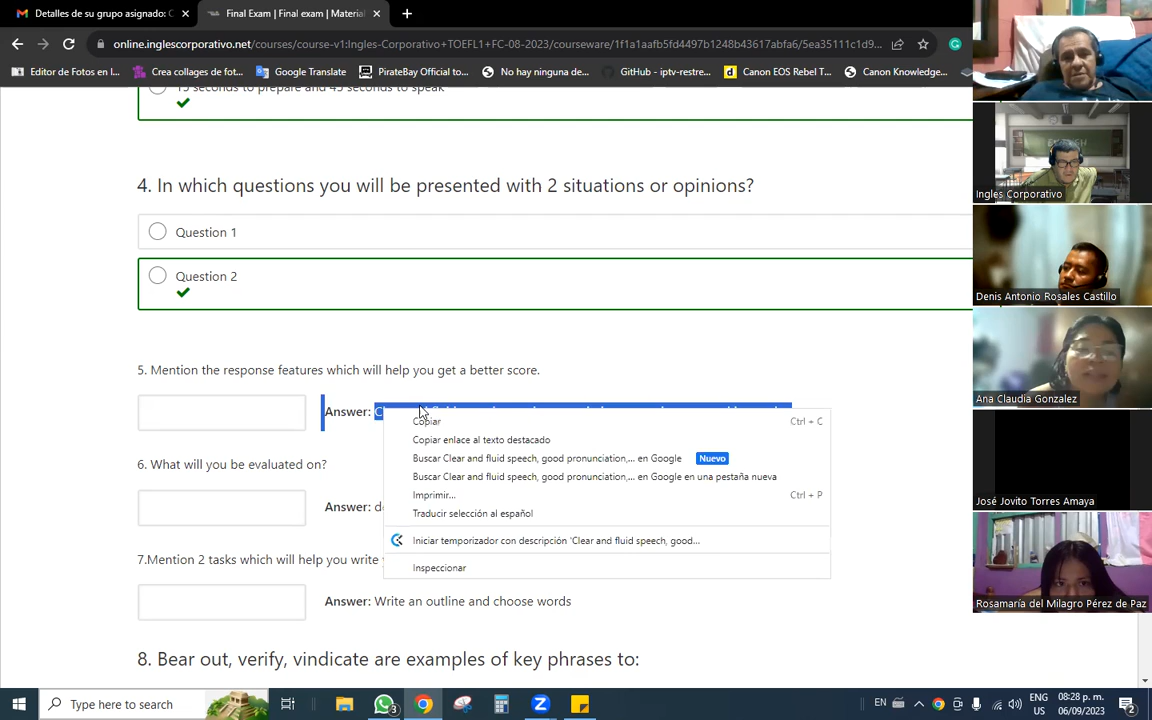 Detalles de su grupo asignado: C
Final Exam | Final exam | Material
online.inglescorporativo.net/courses/course-v1:Ingles-Corporativo+TOEFL1+FC-08-2023/courseware/1f1a1aafb5fd4497b1248b43617abfa6/5ea35111c1d9...
Editor de Fotos en l...
Crea collages de fot...
Google Translate
PirateBay Official to...
No hay ninguna de...
GitHub - iptv-restre...
Canon EOS Rebel T...
Canon Knowledge...
15 seconds to prepare and 45 seconds to speak
4. In which questions you will be presented with 2 situations or opinions?
Question 1
Question 2
5. Mention the response features which will help you get a better score.
Answer:
Copiar Ctrl + C
Copiar enlace al texto destacado
Buscar Clear and fluid speech, good pronunciation,... en Google Nuevo
Buscar Clear and fluid speech, good pronunciation,... en Google en una pestaña nueva
Imprimir... Ctrl + P
Traducir selección al español
Iniciar temporizador con descripción 'Clear and fluid speech, good...
Inspeccionar
6. What will you be evaluated on?
Answer:
7.Mention 2 tasks which will help you write
Answer: Write an outline and choose words
8. Bear out, verify, vindicate are examples of key phrases to:
Ingles Corporativo
Denis Antonio Rosales Castillo
Ana Claudia Gonzalez
José Jovito Torres Amaya
Rosamaría del Milagro Pérez de Paz
Type here to search
3
EN
ENG
US
08:28 p. m.
06/09/2023
2